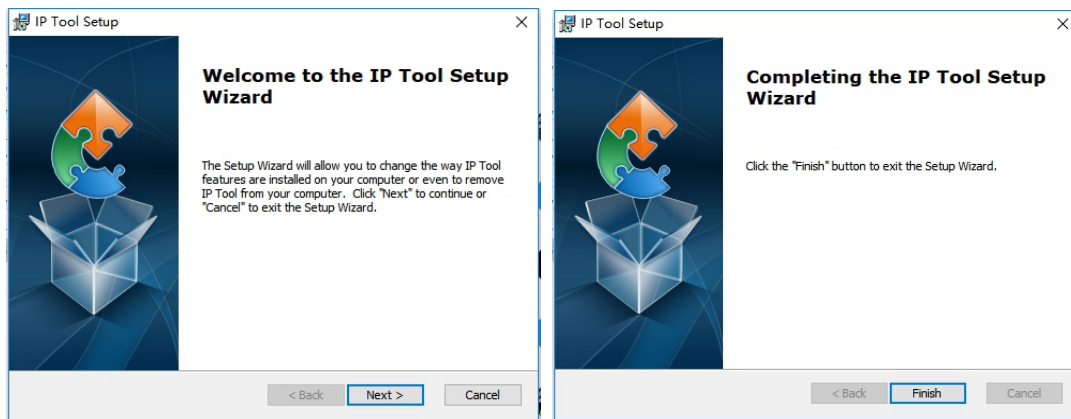 IP Tool Setup
Welcome to the IP Tool Setup
Wizard
The Setup Wizard will allow you to change the way IP Tool
features are installed on your computer or even to remove
IP Tool from your computer.  Click "Next" to continue or
"Cancel" to exit the Setup Wizard.
< Back
Next >
Cancel
IP Tool Setup
Completing the IP Tool Setup
Wizard
Click the "Finish" button to exit the Setup Wizard.
< Back
Finish
Cancel